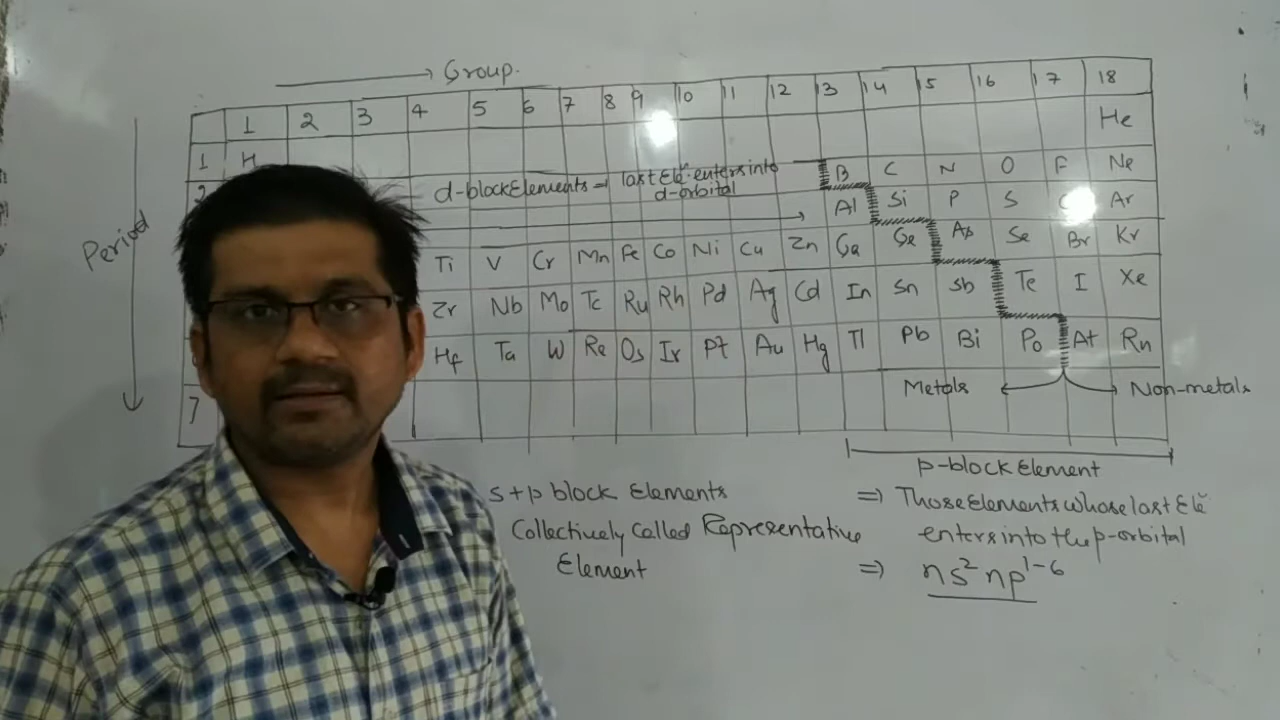 Group.
1 2 3 4 5 6 7 8 9 10 11 12 13 14 15 16 17 18
1 H He
2 d-block Elements → last Ele⁻ enters into B C N O F Ne
d-orbital Al Si P S Ar
Period
Ti V Cr Mn Fe Co Ni Cu Zn Ga Ge As Se Br Kr
Zr Nb Mo Tc Ru Rh Pd Ag Cd In Sn Sb Te I Xe
Hf Ta W Re Os Ir Pt Au Hg Tl Pb Bi Po At Rn
7 Metals Non-metals
p-block Element
s+p block Elements ⇒ Those Elements whose last Ele⁻
Collectively Called Representative enters into the p-orbital
Element ⇒ ns² np¹⁻⁶